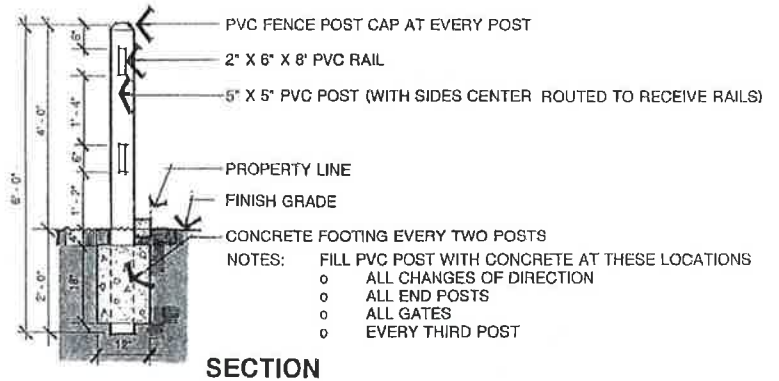 PVC FENCE POST CAP AT EVERY POST
6"
2" X 6" X 8' PVC RAIL
5" X 5" PVC POST (WITH SIDES CENTER ROUTED TO RECEIVE RAILS)
1'-4"
4'-0"
6"
6'-0"
PROPERTY LINE
1'-2"
FINISH GRADE
4"
CONCRETE FOOTING EVERY TWO POSTS
NOTES: FILL PVC POST WITH CONCRETE AT THESE LOCATIONS
o ALL CHANGES OF DIRECTION
2'-0"
18"
o ALL END POSTS
o ALL GATES
o EVERY THIRD POST
12"
SECTION